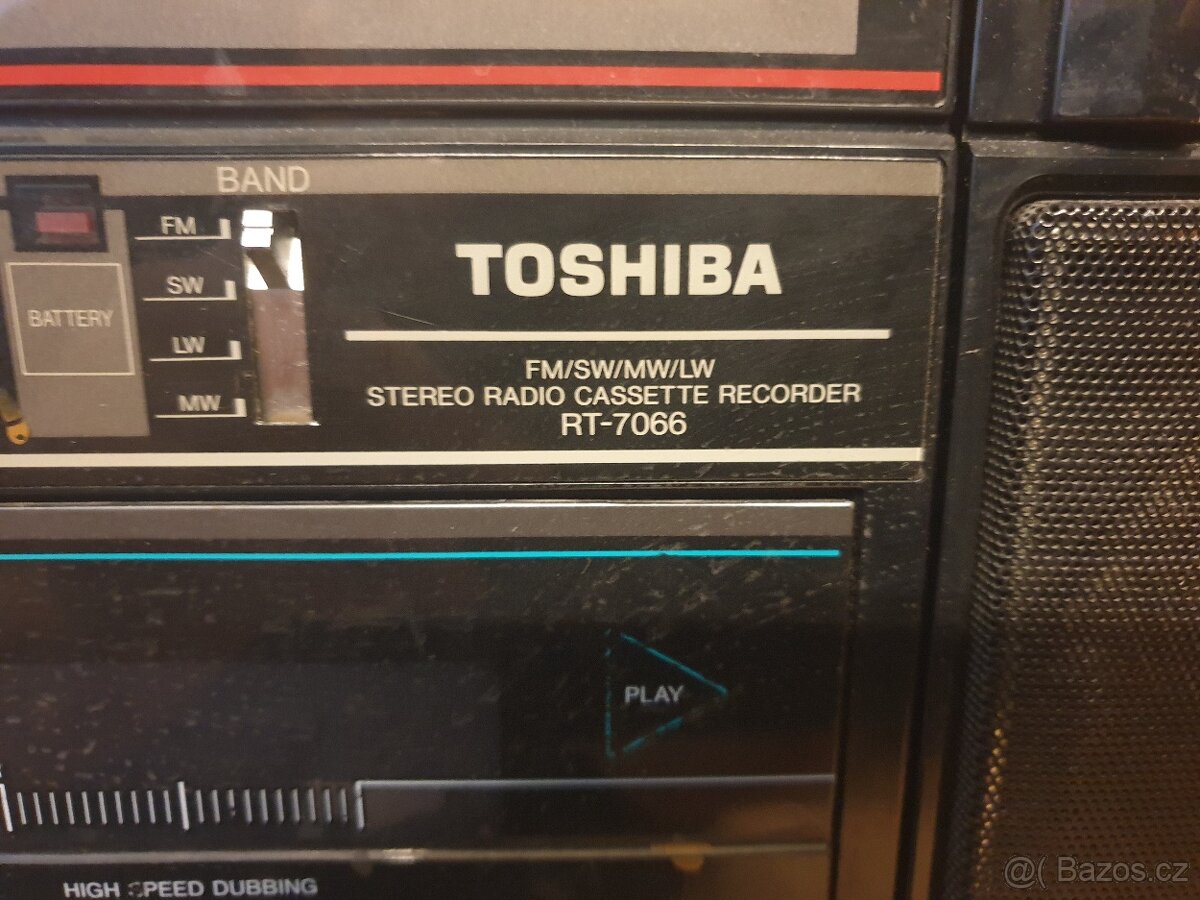 BAND
FM
SW
LW
MW
BATTERY
TOSHIBA
FM/SW/MW/LW
STEREO RADIO CASSETTE RECORDER
RT-7066
PLAY
HIGH SPEED DUBBING
@( Bazos.cz